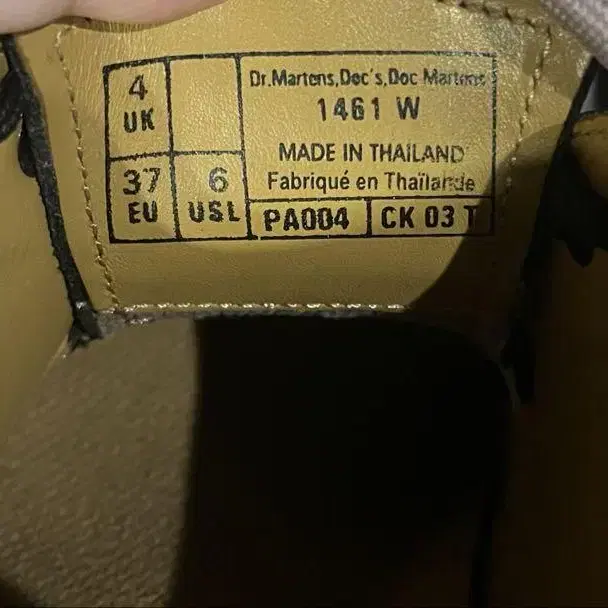 4
UK
37
EU
6
USL
Dr.Martens,Doc's,Doc Martens
1461 W
MADE IN THAILAND
Fabriqué en Thaïlande
PA004
CK 03 T